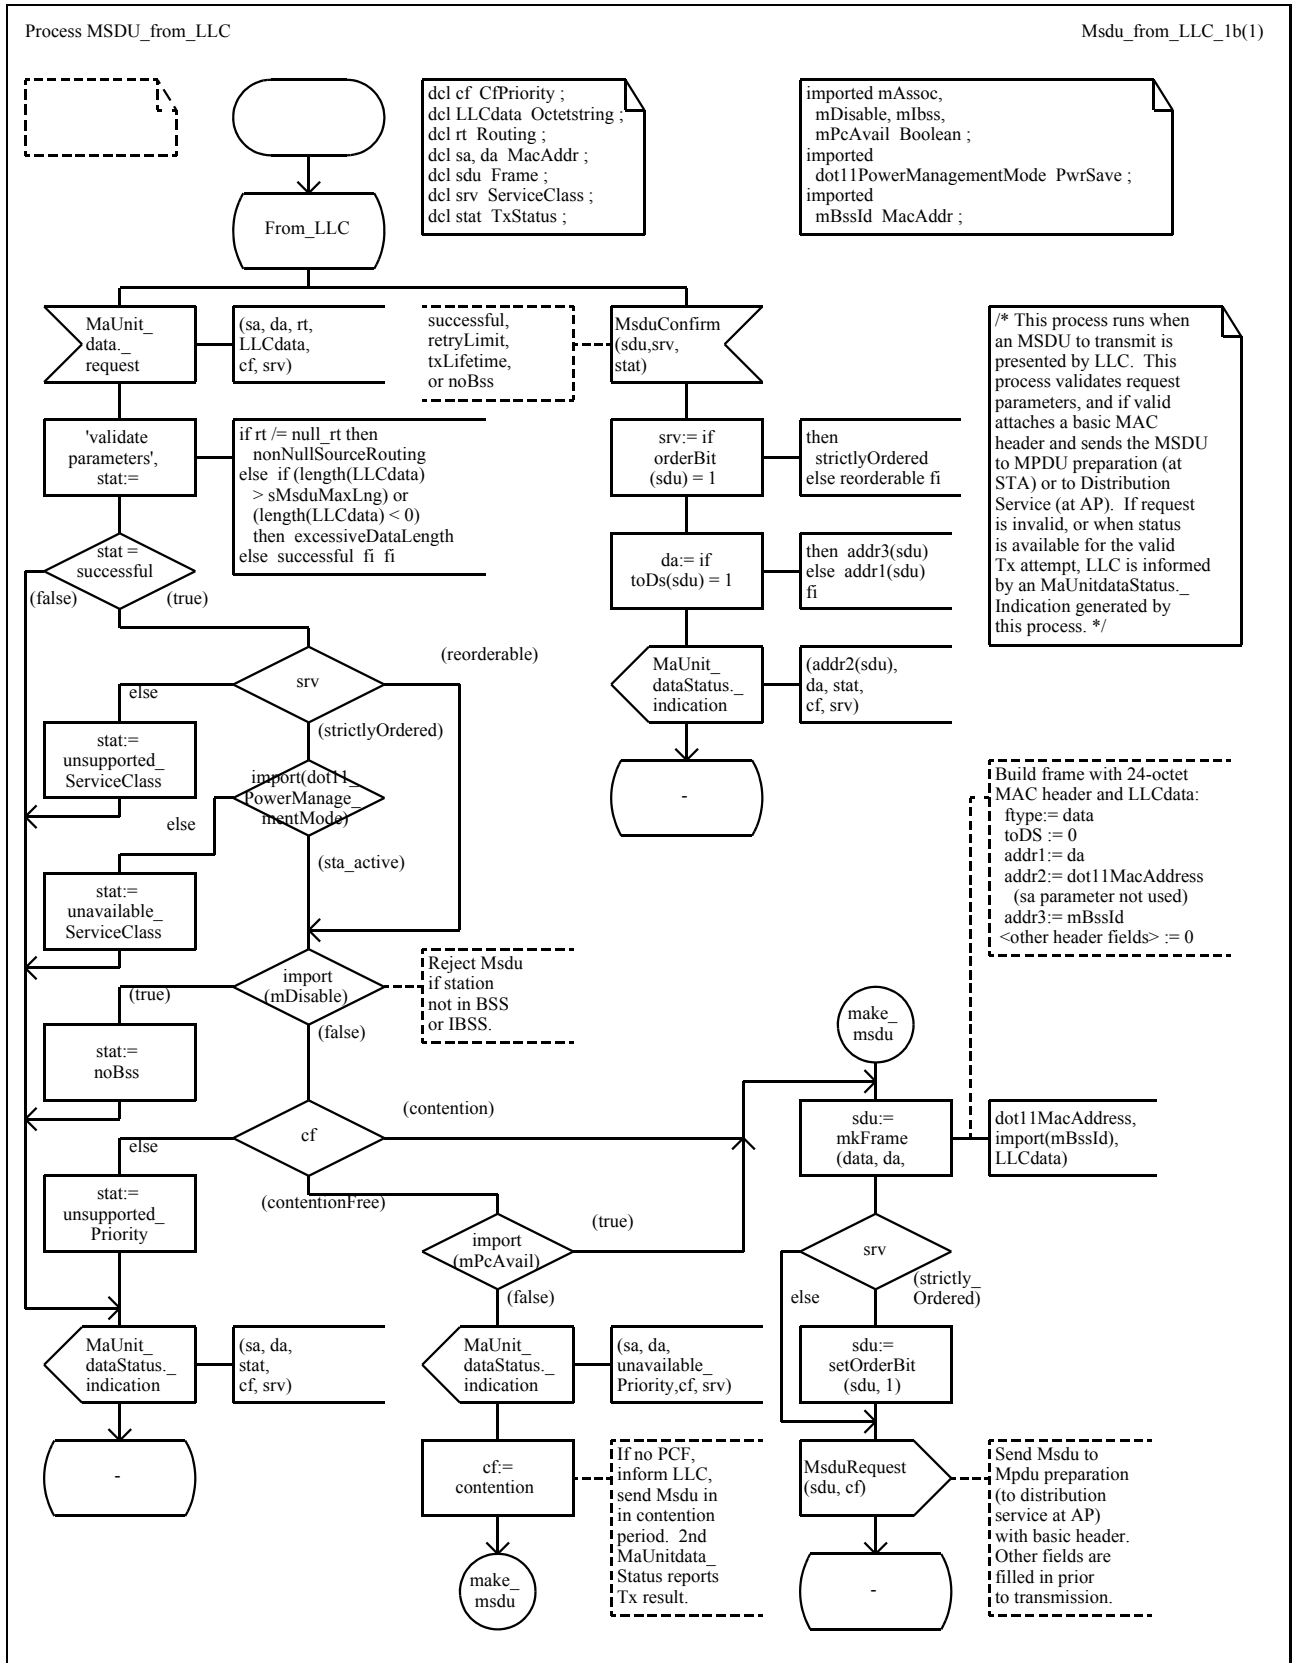 Process MSDU_from_LLC
Msdu_from_LLC_1b(1)
dcl cf CfPriority ;
dcl LLCdata Octetstring ;
dcl rt Routing ;
dcl sa, da MacAddr ;
dcl sdu Frame ;
dcl srv ServiceClass ;
dcl stat TxStatus ;
imported mAssoc,
mDisable, mIbss,
mPcAvail Boolean ;
imported
dot11PowerManagementMode PwrSave ;
imported
mBssId MacAddr ;
From_LLC
MaUnit_
data._
request
(sa, da, rt,
LLCdata,
cf, srv)
successful,
retryLimit,
txLifetime,
or noBss
MsduConfirm
(sdu,srv,
stat)
/* This process runs when
an MSDU to transmit is
presented by LLC. This
process validates request
parameters, and if valid
attaches a basic MAC
header and sends the MSDU
to MPDU preparation (at
STA) or to Distribution
Service (at AP). If request
is invalid, or when status
is available for the valid
Tx attempt, LLC is informed
by an MaUnitdataStatus._
Indication generated by
this process. */
'validate
parameters',
stat:=
if rt /= null_rt then
nonNullSourceRouting
else if (length(LLCdata)
> sMsduMaxLng) or
(length(LLCdata) < 0)
then excessiveDataLength
else successful fi fi
srv:= if
orderBit
(sdu) = 1
then
strictlyOrdered
else reorderable fi
stat =
successful
(false)
(true)
da:= if
toDs(sdu) = 1
then addr3(sdu)
else addr1(sdu)
fi
srv
(reorderable)
else
(strictlyOrdered)
MaUnit_
dataStatus._
indication
(addr2(sdu),
da, stat,
cf, srv)
stat:=
unsupported_
ServiceClass
import(dot11_
PowerManage_
mentMode)
else
(sta_active)
-
Build frame with 24-octet
MAC header and LLCdata:
ftype:= data
toDS := 0
addr1:= da
addr2:= dot11MacAddress
(sa parameter not used)
addr3:= mBssId
<other header fields> := 0
stat:=
unavailable_
ServiceClass
import
(mDisable)
(true)
(false)
Reject Msdu
if station
not in BSS
or IBSS.
make_
msdu
stat:=
noBss
cf
(contention)
else
(contentionFree)
sdu:=
mkFrame
(data, da,
dot11MacAddress,
import(mBssId),
LLCdata)
stat:=
unsupported_
Priority
import
(mPcAvail)
(true)
(false)
srv
else
(strictly_
Ordered)
MaUnit_
dataStatus._
indication
(sa, da,
stat,
cf, srv)
MaUnit_
dataStatus._
indication
(sa, da,
unavailable_
Priority,cf, srv)
sdu:=
setOrderBit
(sdu, 1)
-
cf:=
contention
If no PCF,
inform LLC,
send Msdu in
in contention
period. 2nd
MaUnitdata_
Status reports
Tx result.
MsduRequest
(sdu, cf)
Send Msdu to
Mpdu preparation
(to distribution
service at AP)
with basic header.
Other fields are
filled in prior
to transmission.
make_
msdu
-